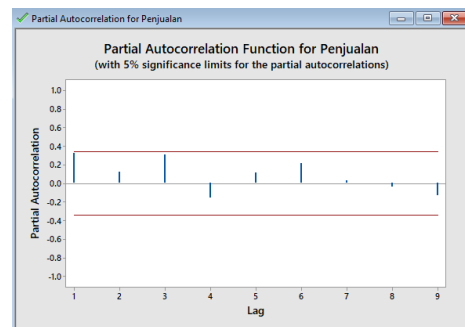 Partial Autocorrelation Function for Penjualan
Partial Autocorrelation Function for Penjualan
(with 5% significance limits for the partial autocorrelations)
1.0
0.8
0.6
0.4
0.2
0.0
-0.2
-0.4
-0.6
-0.8
-1.0
Partial Autocorrelation
1 2 3 4 5 6 7 8 9
Lag